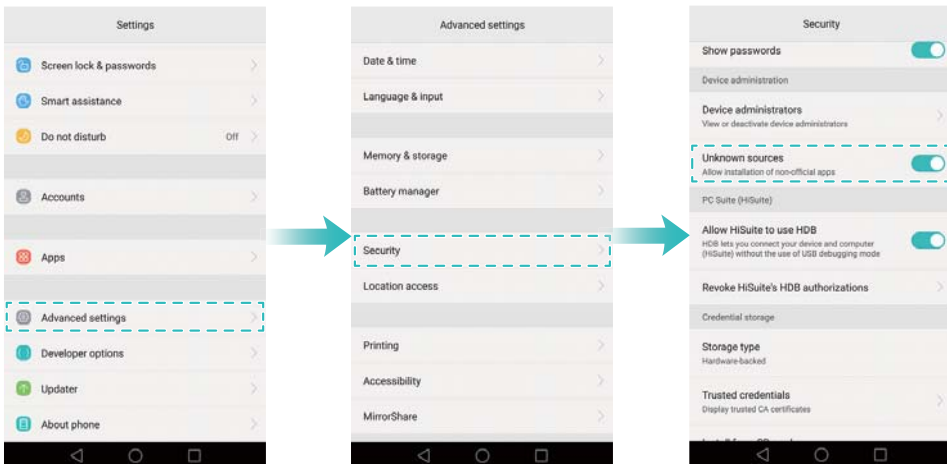 Settings
Screen lock & passwords
Smart assistance
Do not disturb Off
Accounts
Apps
Advanced settings
Developer options
Updater
About phone
Advanced settings
Date & time
Language & input
Memory & storage
Battery manager
Security
Location access
Printing
Accessibility
MirrorShare
Security
Show passwords
Device administration
Device administrators
View or deactivate device administrators
Unknown sources
Allow installation of non-official apps
PC Suite (HiSuite)
Allow HiSuite to use HDB
HDB lets you connect your device and computer
(HiSuite) without the use of USB debugging mode
Revoke HiSuite's HDB authorizations
Credential storage
Storage type
Hardware-backed
Trusted credentials
Display trusted CA certificates